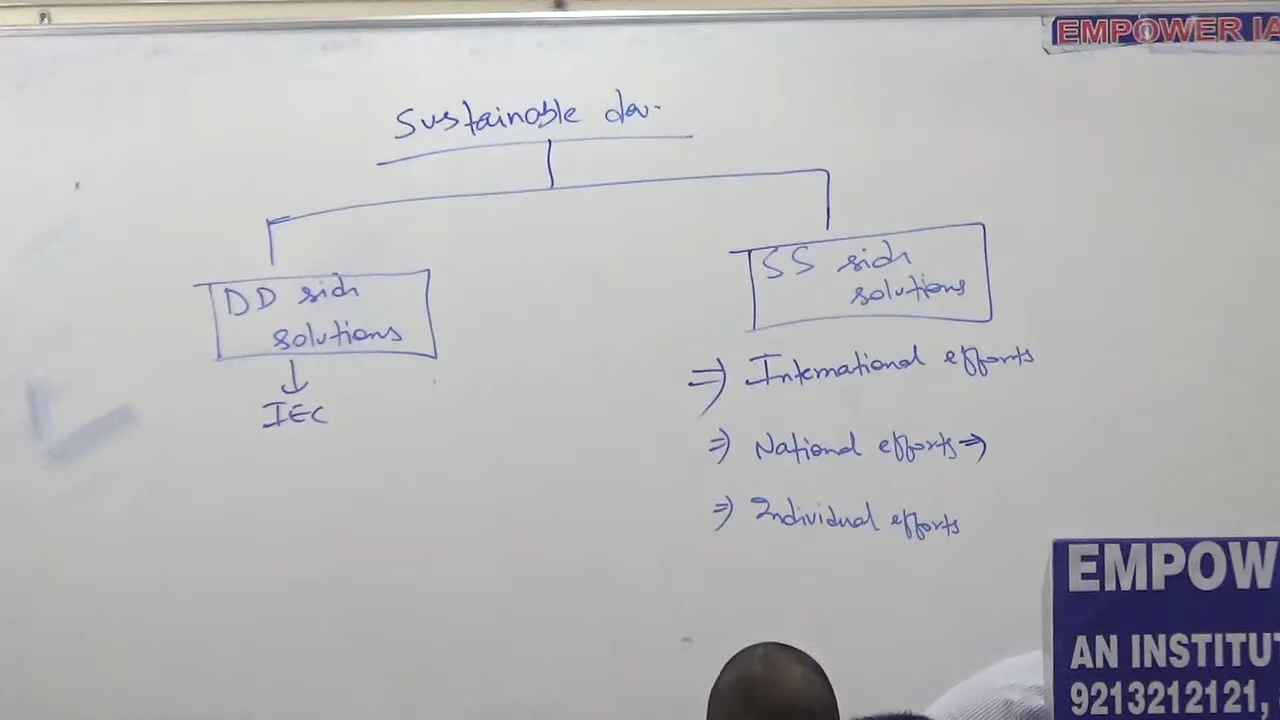 EMPOWER IA
Sustainable dev.
DD side
solutions
IEC
SS side
solutions
⇒ International efforts
⇒ National efforts ⇒
⇒ Individual efforts
EMPOW
AN INSTITUT
9213212121,